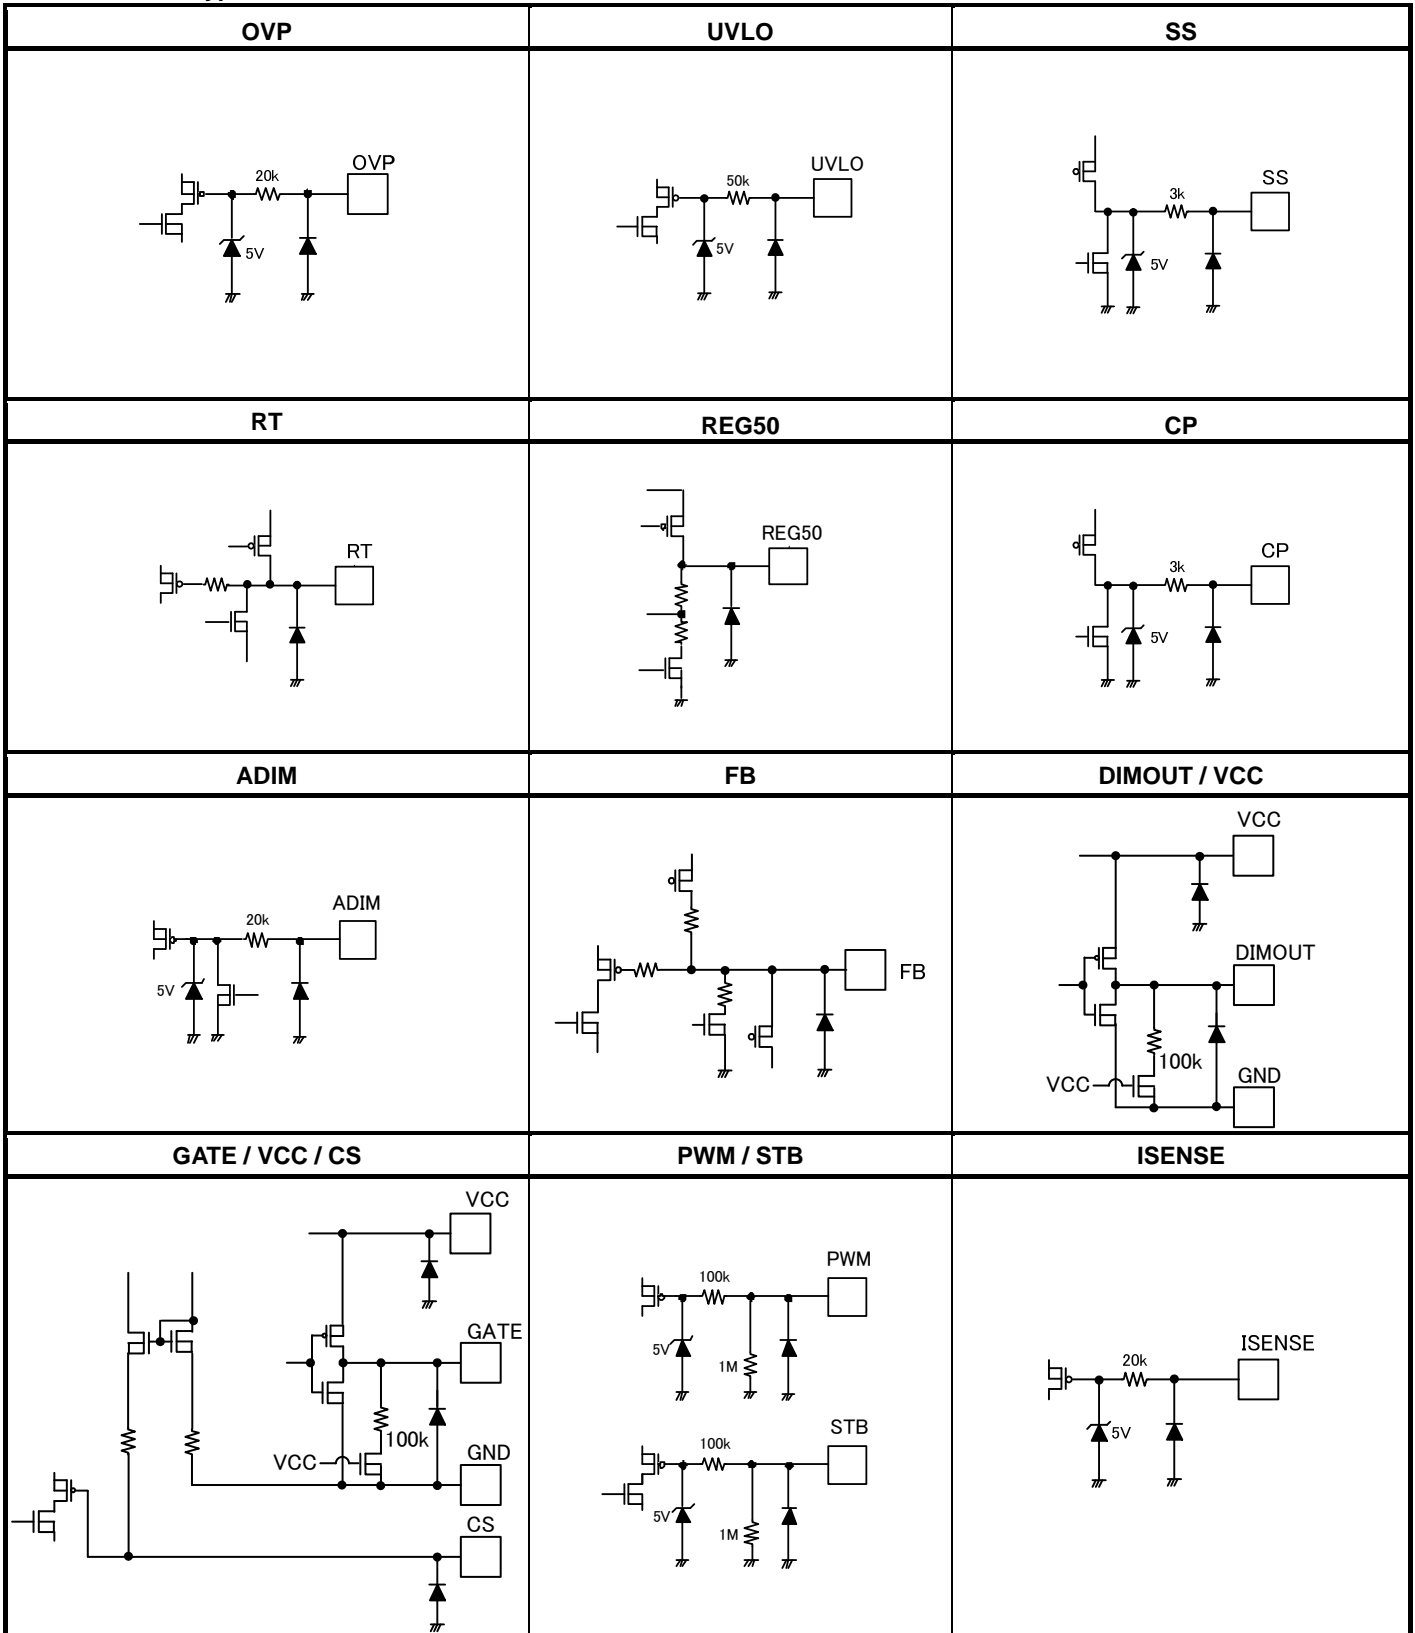 OVP
UVLO
SS
OVP
20k
5V
UVLO
50k
5V
SS
3k
5V
RT
REG50
CP
RT
REG50
CP
3k
5V
ADIM
FB
DIMOUT / VCC
ADIM
20k
5V
FB
VCC
DIMOUT
100k
VCC
GND
GATE / VCC / CS
PWM / STB
ISENSE
VCC
GATE
100k
VCC
GND
CS
PWM
100k
5V
1M
STB
100k
5V
1M
ISENSE
20k
5V